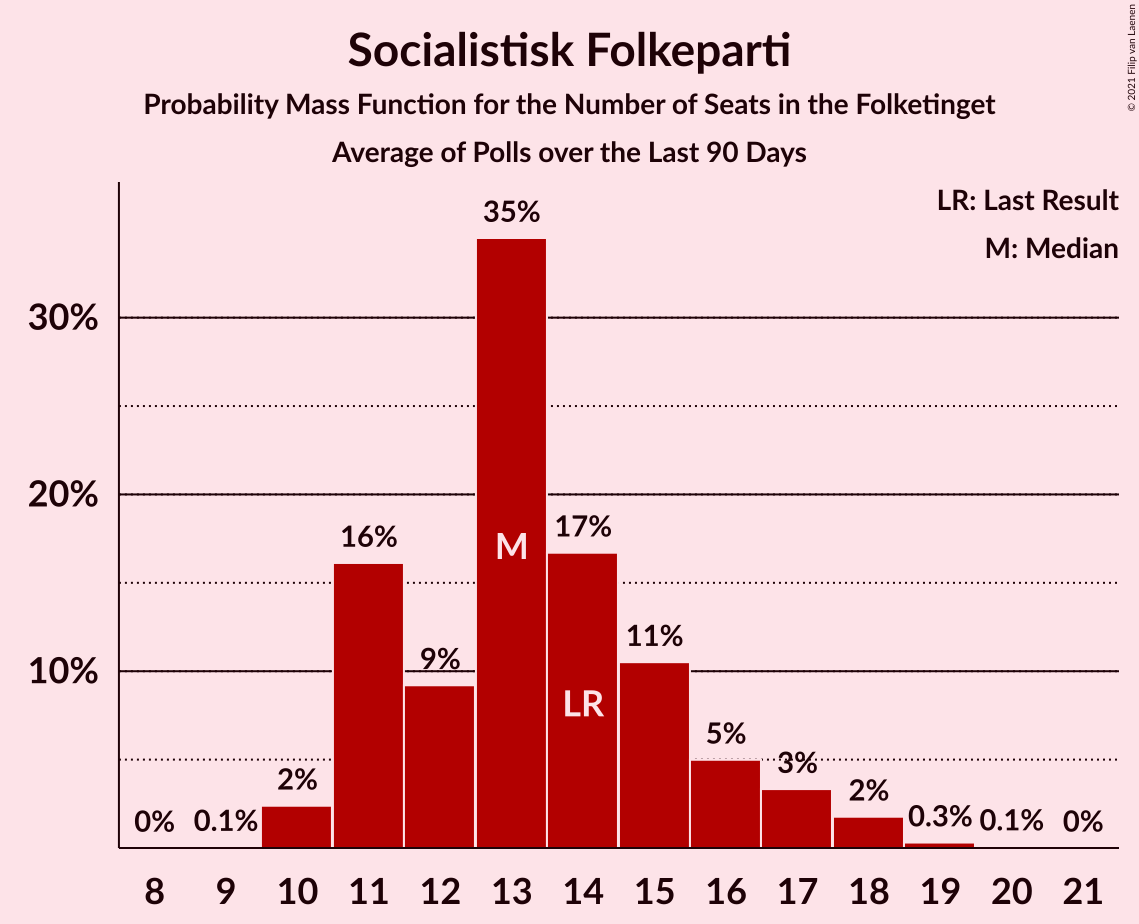 Socialistisk Folkeparti
Probability Mass Function for the Number of Seats in the Folketinget
Average of Polls over the Last 90 Days
© 2021 Filip van Laenen
LR: Last Result
M: Median
30%
20%
10%
0%
0.1%
2%
16%
9%
35%
17%
11%
5%
3%
2%
0.3%
0.1%
0%
M
LR
8 9 10 11 12 13 14 15 16 17 18 19 20 21